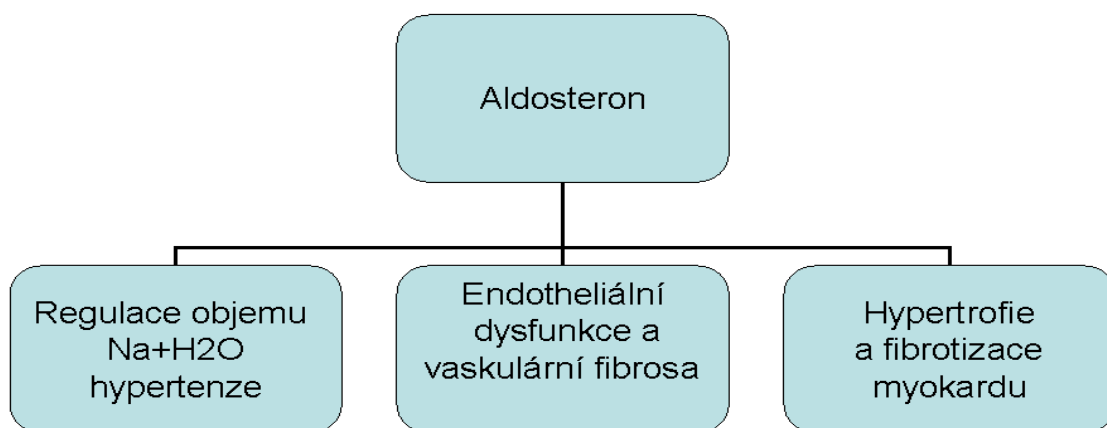 Aldosteron
Regulace objemu
Na+H2O
hypertenze
Endotheliální
dysfunkce a
vaskulární fibrosa
Hypertrofie
a fibrotizace
myokardu